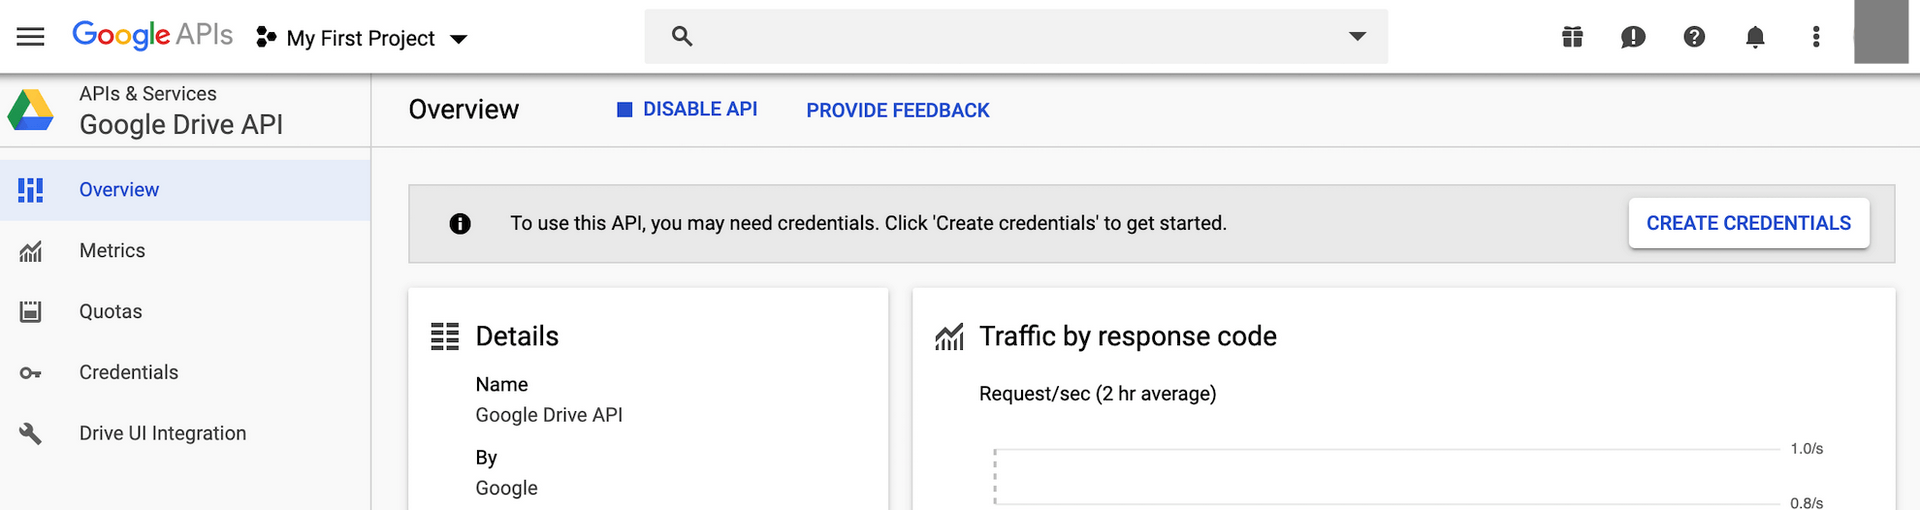 Google APIs My First Project
APIs & Services
Google Drive API
Overview DISABLE API PROVIDE FEEDBACK
Overview
Metrics
Quotas
Credentials
Drive UI Integration
To use this API, you may need credentials. Click 'Create credentials' to get started. CREATE CREDENTIALS
Details
Name
Google Drive API
By
Google
Traffic by response code
Request/sec (2 hr average)
1.0/s
0.8/s